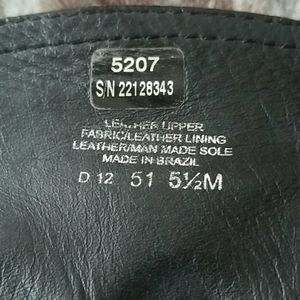 5207
S/N 22128343
LEATHER UPPER
FABRIC/LEATHER LINING
LEATHER/MAN MADE SOLE
MADE IN BRAZIL
D 12 51 5½M